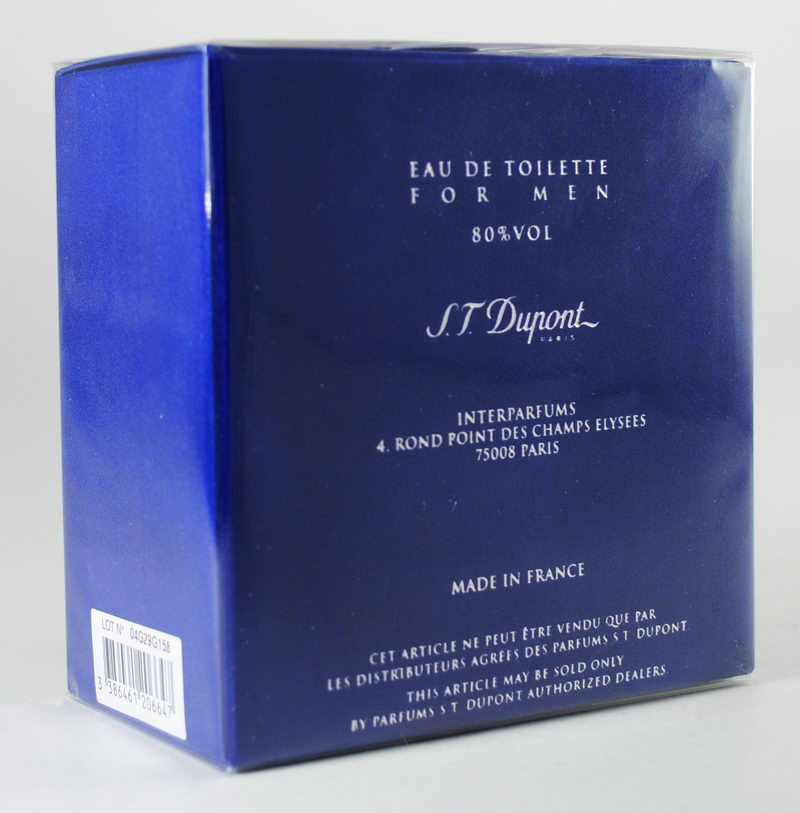 EAU DE TOILETTE
FOR MEN
80%VOL
S.T. Dupont
PARIS
INTERPARFUMS
4. ROND POINT DES CHAMPS ELYSEES
75008 PARIS
MADE IN FRANCE
CET ARTICLE NE PEUT ÊTRE VENDU QUE PAR
LES DISTRIBUTEURS AGRÉES DES PARFUMS S T. DUPONT.
THIS ARTICLE MAY BE SOLD ONLY
BY PARFUMS S T. DUPONT AUTHORIZED DEALERS.
LOT N° 04G29G158
3 386461 206647